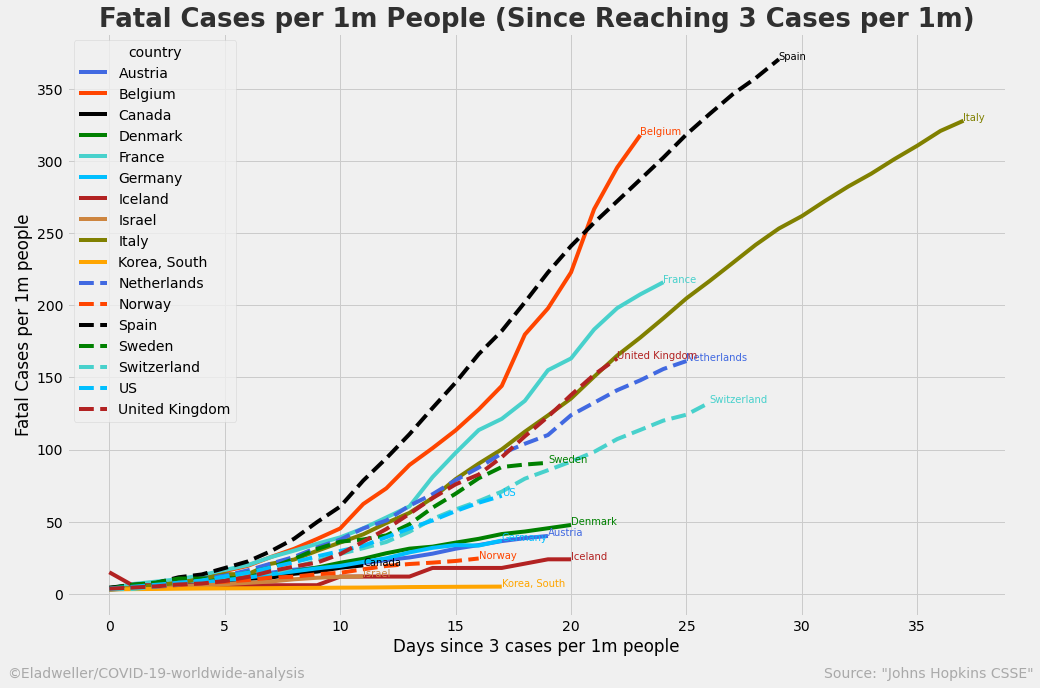 Fatal Cases per 1m People (Since Reaching 3 Cases per 1m)
country
Austria
Belgium
Canada
Denmark
France
Germany
Iceland
Israel
Italy
Korea, South
Netherlands
Norway
Spain
Sweden
Switzerland
US
United Kingdom
Fatal Cases per 1m people
350
300
250
200
150
100
50
0
Spain
Italy
Belgium
France
United Kingdom
Netherlands
Switzerland
Sweden
US
Denmark
Austria
Germany
Norway
Iceland
Canada
Israel
Korea, South
0 5 10 15 20 25 30 35
Days since 3 cases per 1m people
©Eladweller/COVID-19-worldwide-analysis
Source: "Johns Hopkins CSSE"